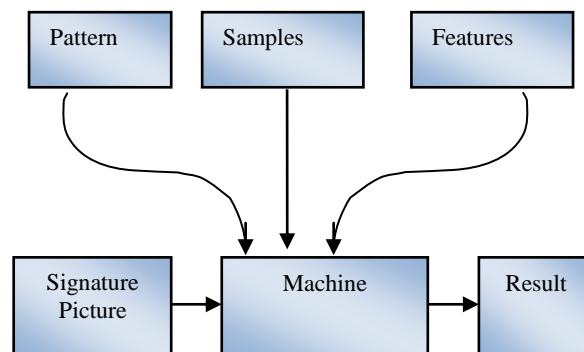 Pattern
Samples
Features
Signature
Picture
Machine
Result